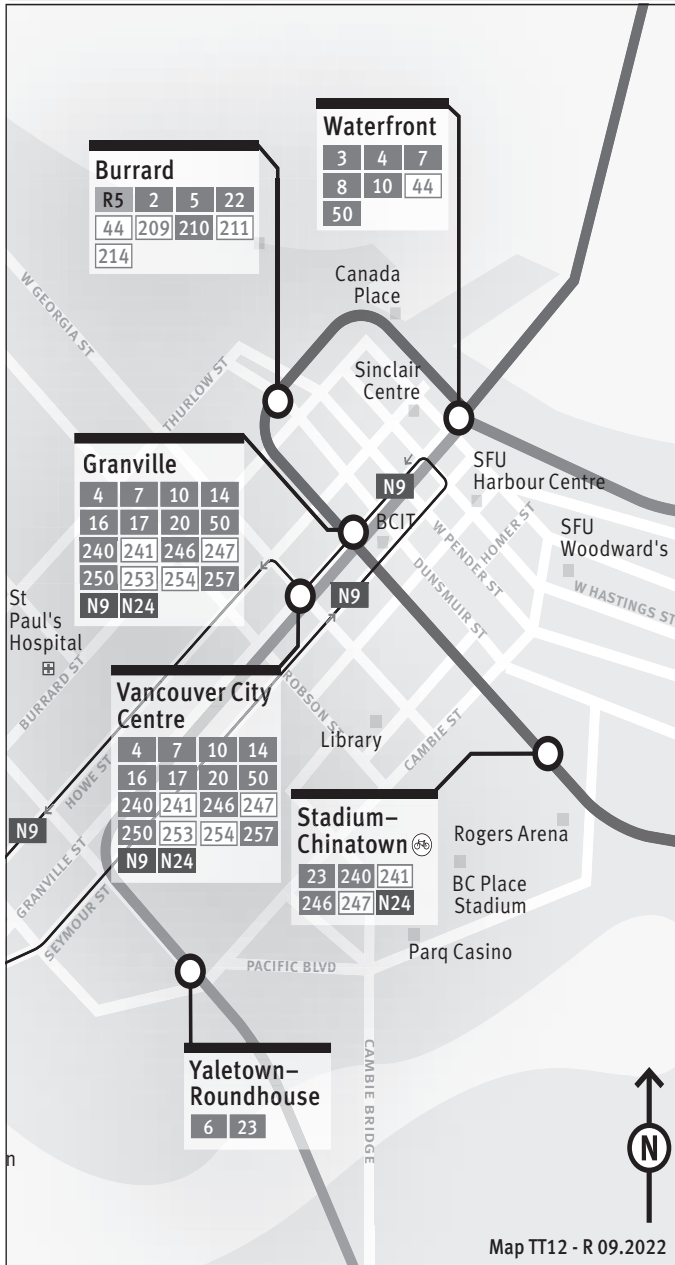 Waterfront
3 4 7
8 10 44
50
Burrard
R5 2 5 22
44 209 210 211
214
Canada
Place
W GEORGIA ST
THURLOW ST
Sinclair
Centre
Granville
4 7 10 14
16 17 20 50
240 241 246 247
250 253 254 257
N9 N24
N9
SFU
Harbour Centre
BCIT
W PENDER ST
HOMER ST
SFU
Woodward's
DUNSMUIR ST
W HASTINGS ST
N9
St
Paul's
Hospital
BURRARD ST
Vancouver City
Centre
4 7 10 14
16 17 20 50
240 241 246 247
250 253 254 257
N9 N24
ROBSON ST
Library
CAMBIE ST
HOWE ST
N9
GRANVILLE ST
SEYMOUR ST
Stadium–
Chinatown
23 240 241
246 247 N24
Rogers Arena
BC Place
Stadium
Parq Casino
PACIFIC BLVD
CAMBIE BRIDGE
Yaletown–
Roundhouse
6 23
n
N
Map TT12 - R 09.2022